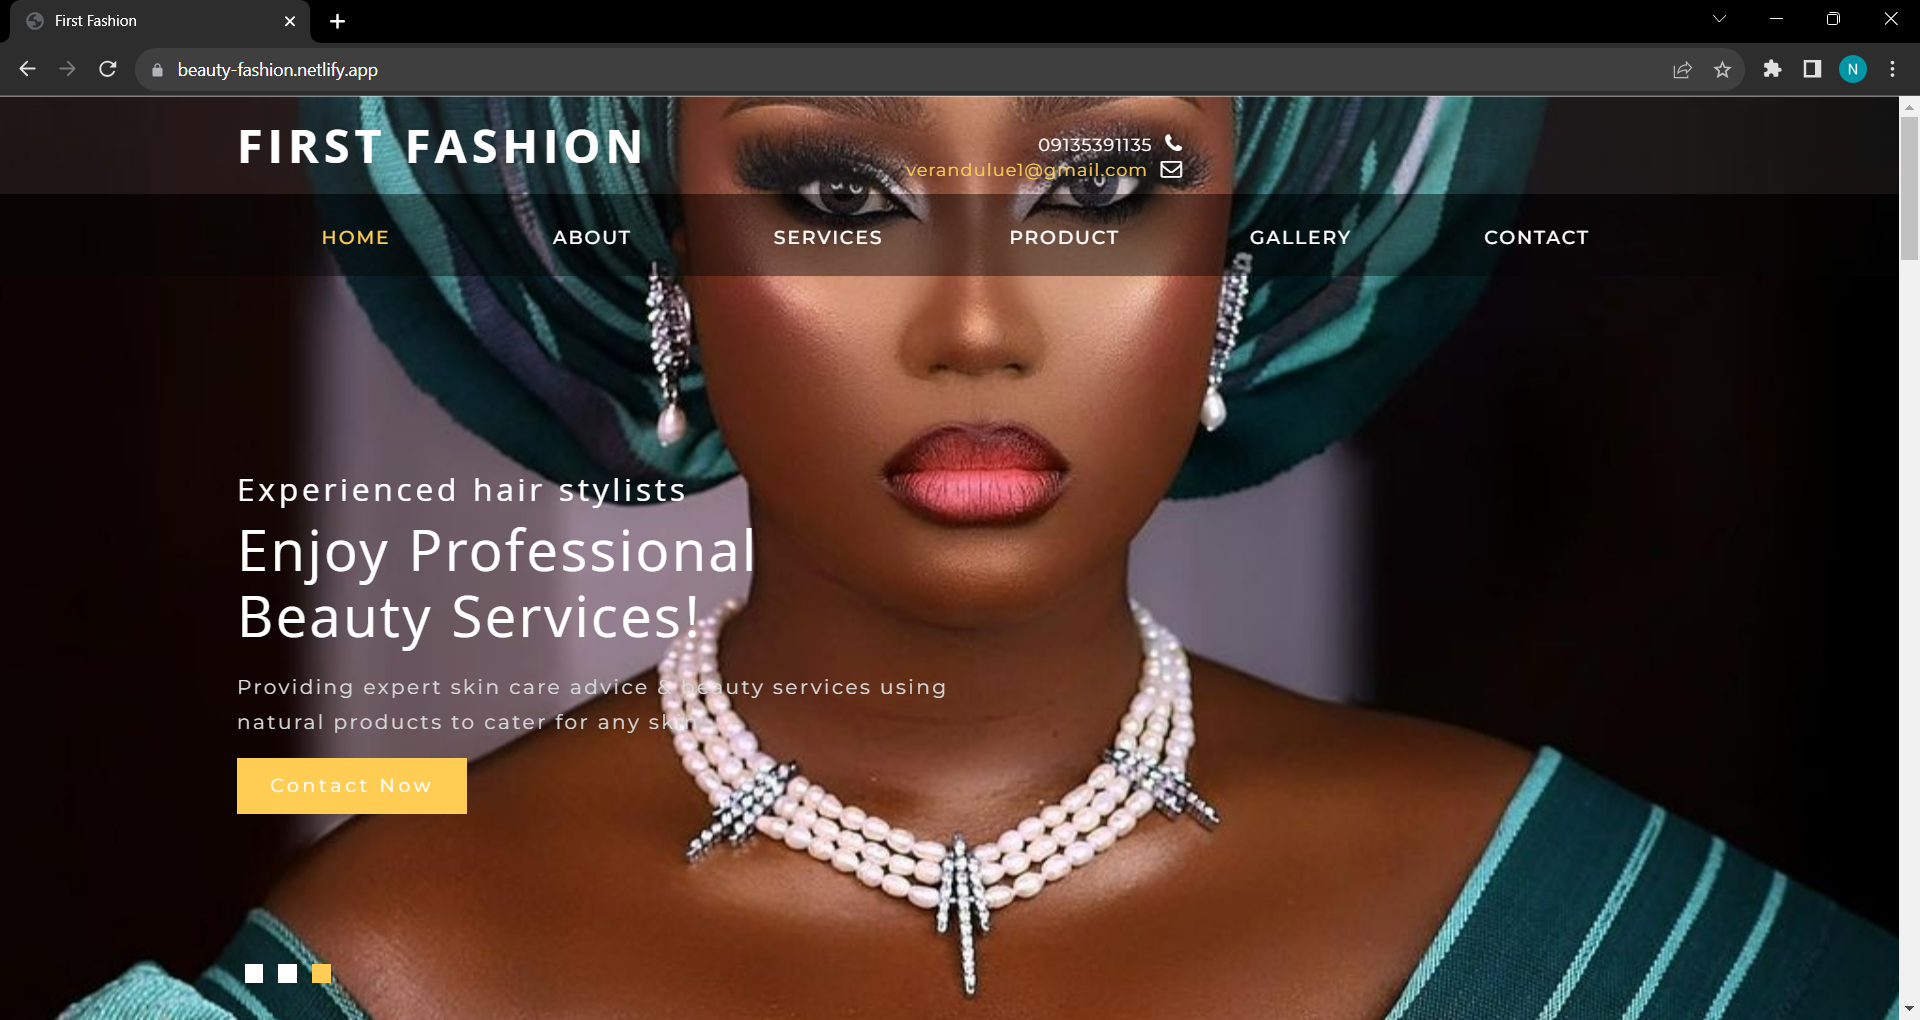 First Fashion
beauty-fashion.netlify.app
N
FIRST FASHION
09135391135
verandulue1@gmail.com
HOME ABOUT SERVICES PRODUCT GALLERY CONTACT
Experienced hair stylists
Enjoy Professional
Beauty Services!
Providing expert skin care advice & beauty services using
natural products to cater for any skin
Contact Now